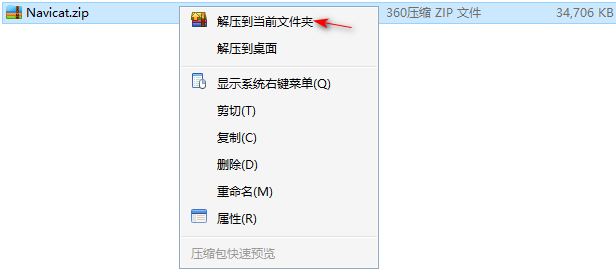 Navicat.zip 360压缩 ZIP 文件 34,706 KB
解压到当前文件夹
解压到桌面
显示系统右键菜单(Q)
剪切(T)
复制(C)
删除(D)
重命名(M)
属性(R)
压缩包快速预览